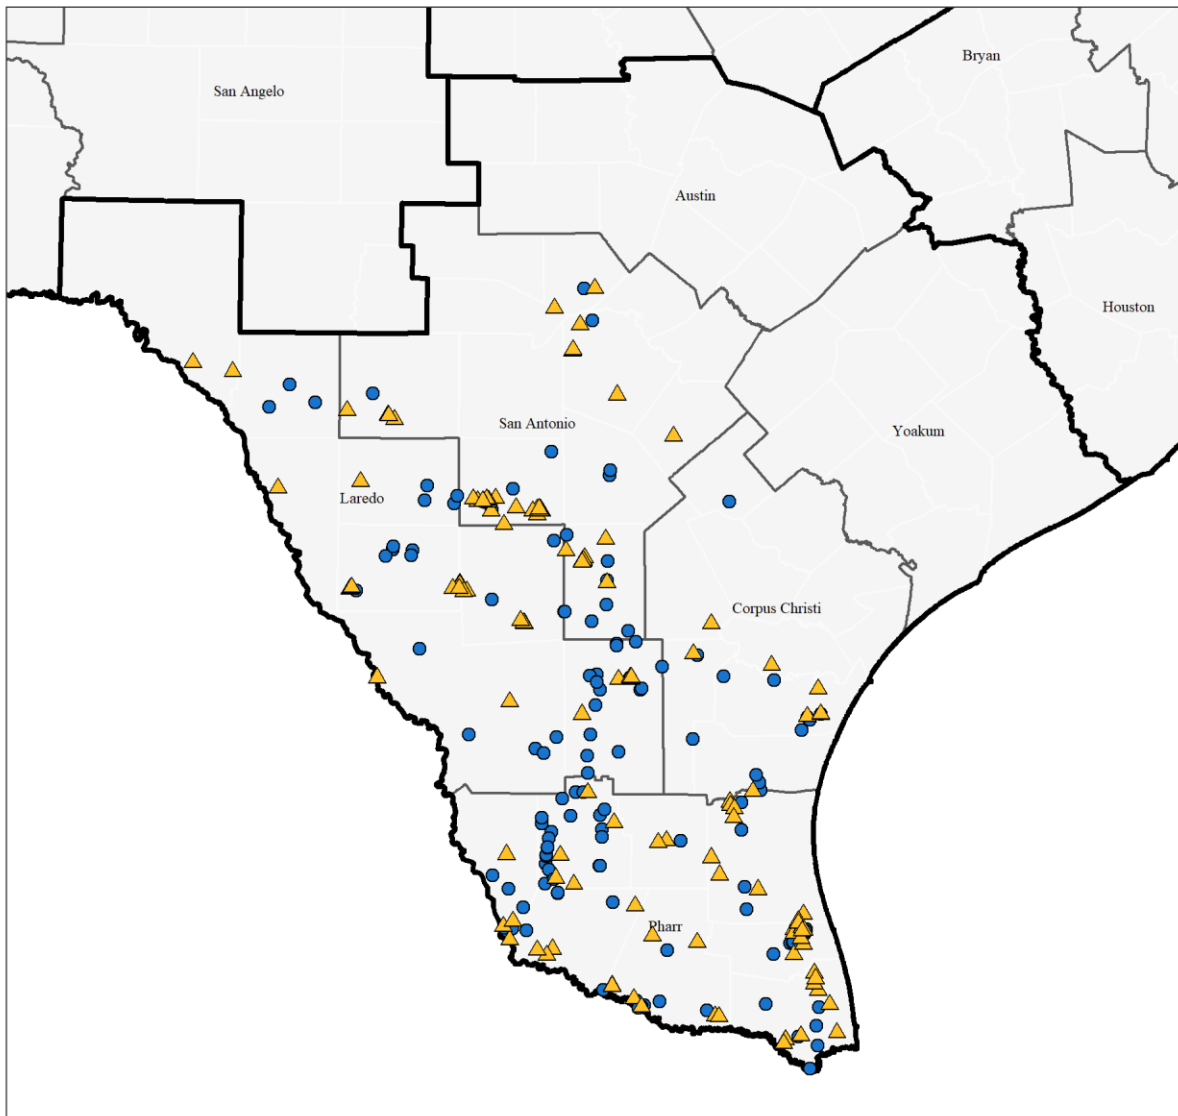 Bryan
San Angelo
Austin
Houston
San Antonio
Yoakum
Laredo
Corpus Christi
Pharr